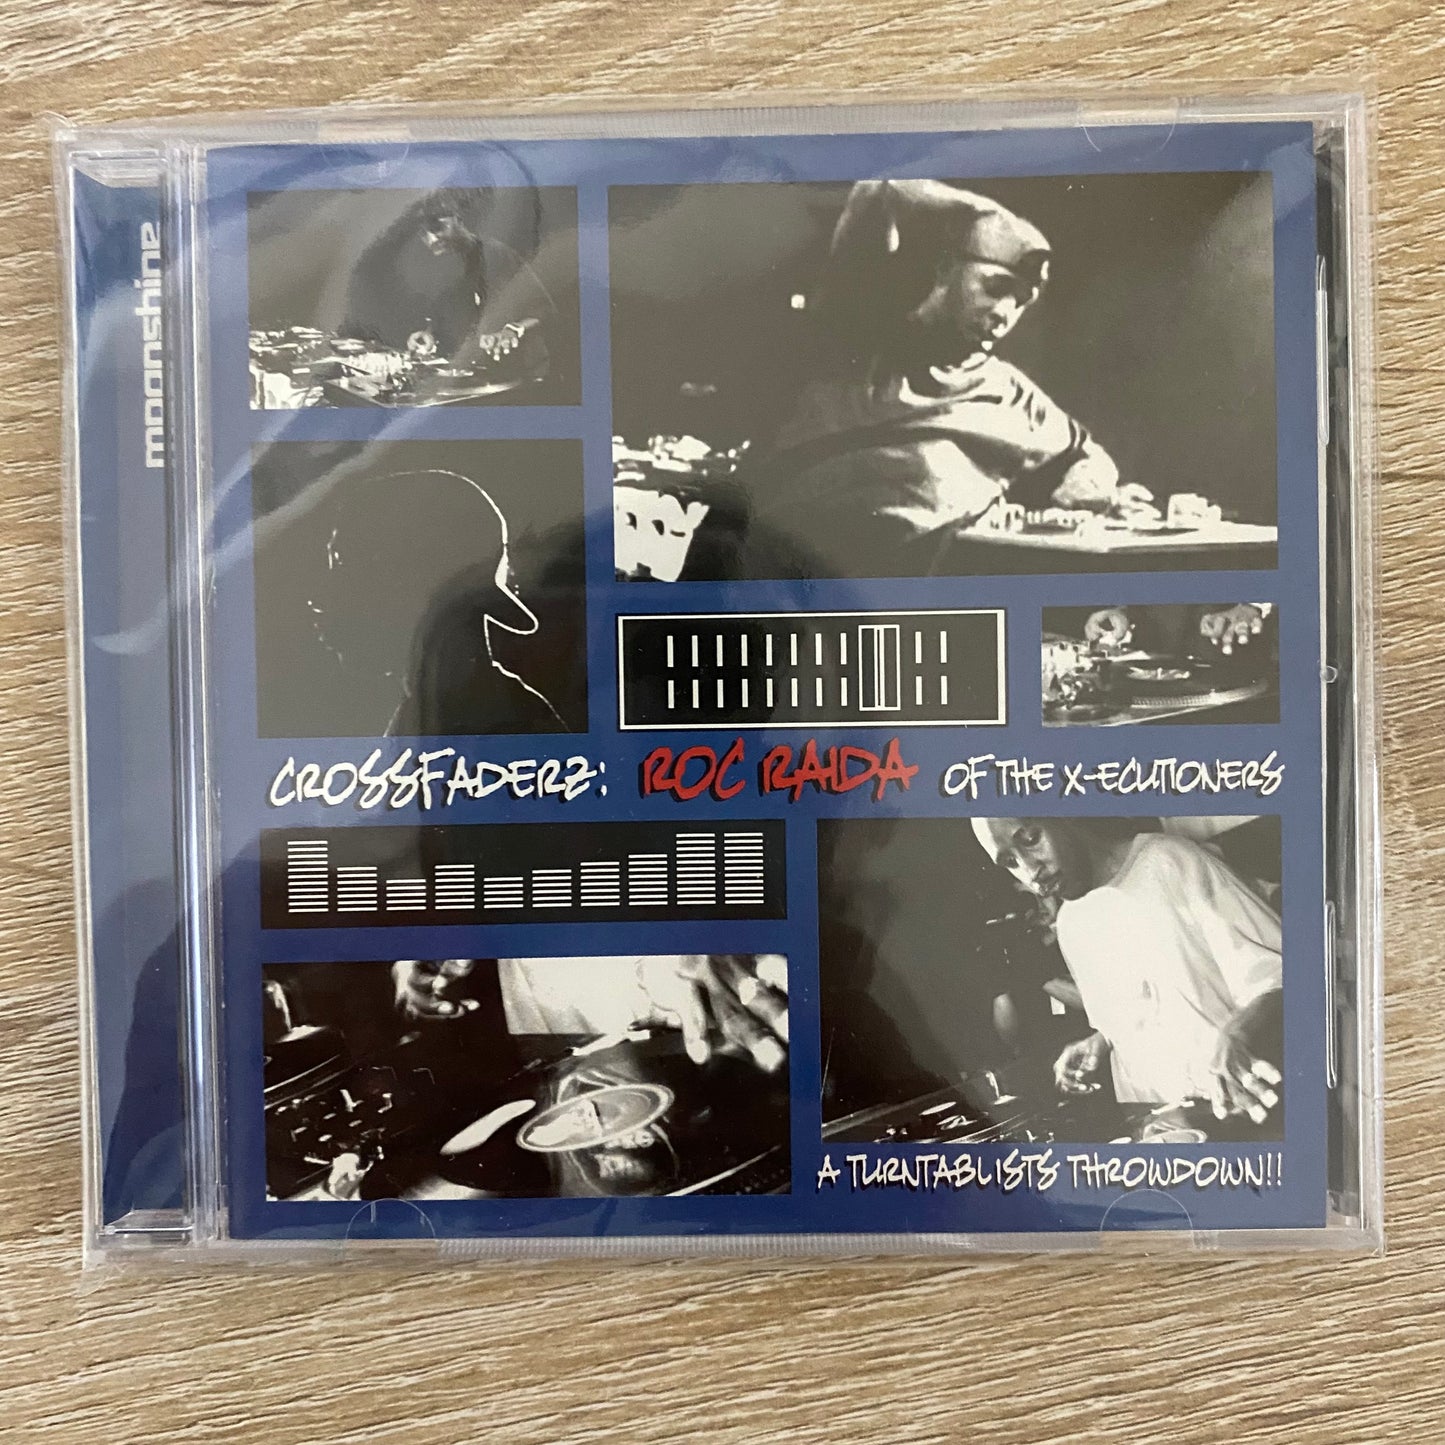 moonshine
CROSSFADERZ: ROC RAIDA OF THE X-ECUTIONERS
A TURNTABLISTS THROWDOWN!!